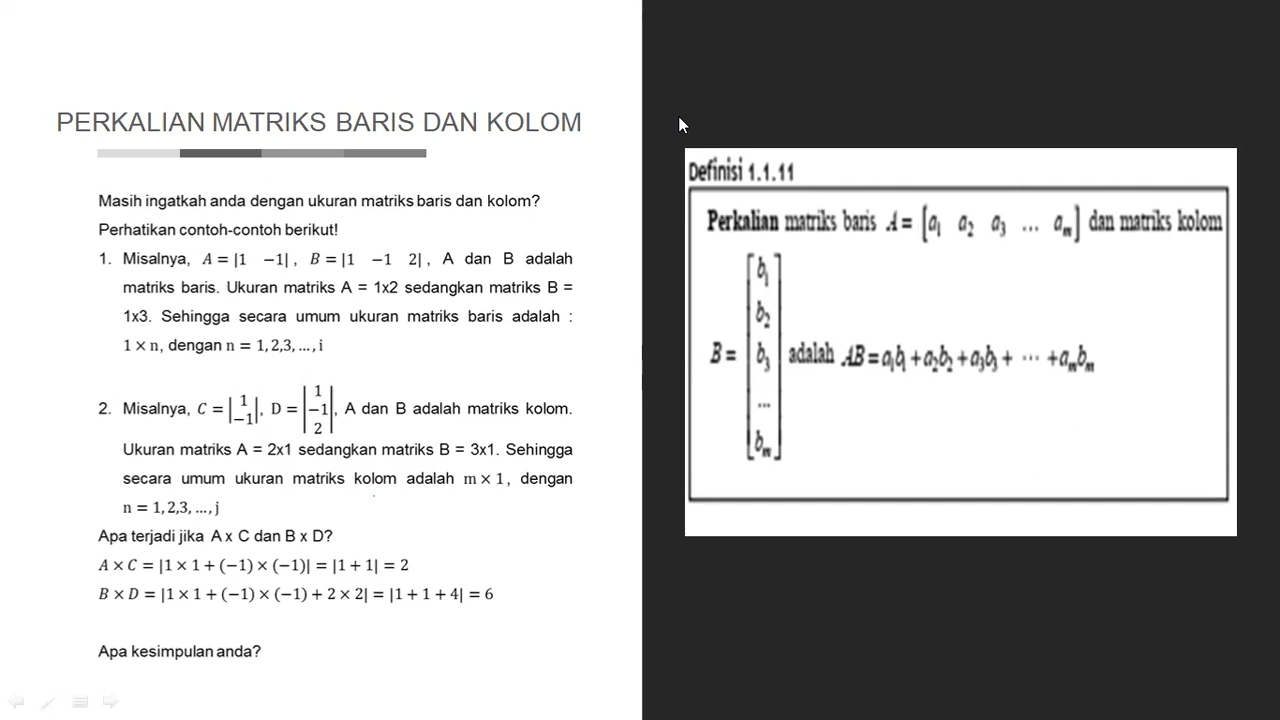 PERKALIAN MATRIKS BARIS DAN KOLOM
Masih ingatkah anda dengan ukuran matriks baris dan kolom?
Perhatikan contoh-contoh berikut!
1. Misalnya, A = |1 −1|, B = |1 −1 2|, A dan B adalah
matriks baris. Ukuran matriks A = 1x2 sedangkan matriks B =
1x3. Sehingga secara umum ukuran matriks baris adalah :
1 × n, dengan n = 1,2,3, …, i
2. Misalnya, C = |1 −1|, D = |1 −1 2|, A dan B adalah matriks kolom.
Ukuran matriks A = 2x1 sedangkan matriks B = 3x1. Sehingga
secara umum ukuran matriks kolom adalah m × 1, dengan
n = 1,2,3, …, j
Apa terjadi jika A x C dan B x D?
A × C = |1 × 1 + (−1) × (−1)| = |1 + 1| = 2
B × D = |1 × 1 + (−1) × (−1) + 2 × 2| = |1 + 1 + 4| = 6
Apa kesimpulan anda?
Definisi 1.1.11
Perkalian matriks baris A = [a₁ a₂ a₃ … aₘ] dan matriks kolom
B = [b₁ b₂ b₃ … bₘ] adalah AB = a₁b₁ + a₂b₂ + a₃b₃ + ⋯ + aₘbₘ